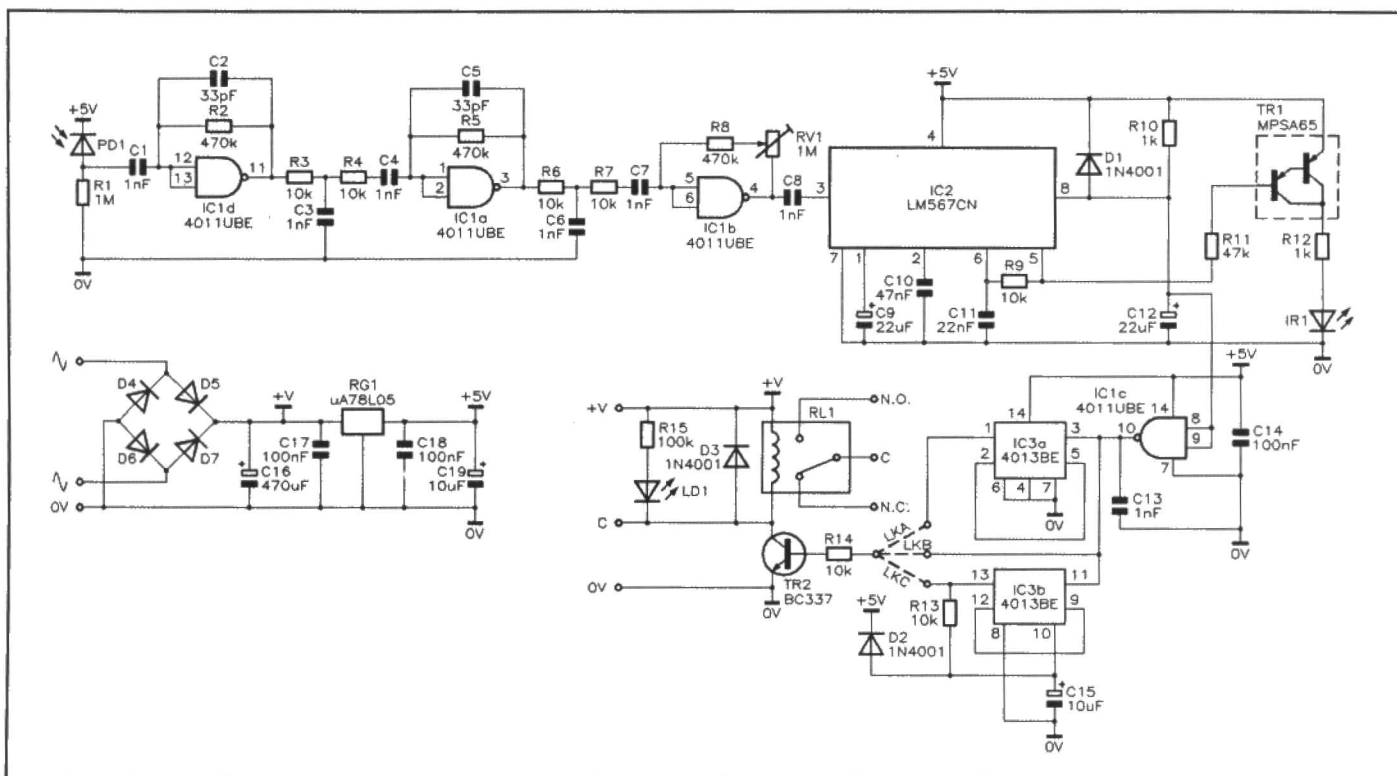 +5V
PD1
R1
1M
0V
C1
1nF
C2
33pF
R2
470k
12
13
11
IC1d
4011UBE
R3
10k
C3
1nF
R4
10k
C4
1nF
C5
33pF
R5
470k
1
2
3
IC1a
4011UBE
R6
10k
C6
1nF
R7
10k
C7
1nF
R8
470k
RV1
1M
5
6
4
IC1b
4011UBE
C8
1nF
3
+5V
4
IC2
LM567CN
8
7
1
2
6
5
C9
+
22uF
C10
47nF
C11
22nF
R9
10k
D1
1N4001
R10
1k
TR1
MPSA65
R11
47k
R12
1k
C12
+
22uF
IR1
0V
D4
D5
D6
D7
0V
+V
RG1
uA78L05
+5V
C16
+
470uF
C17
100nF
C18
100nF
C19
+
10uF
0V
+V
+V
R15
100k
D3
1N4001
LD1
C
0V
RL1
N.O.
C
N.C.
TR2
BC337
0V
R14
10k
LKA
LKB
LKC
1
2
14
IC3a
4013BE
3
5
6
4
7
0V
IC1c
4011UBE
14
10
8
9
7
+5V
C14
100nF
C13
1nF
0V
13
12
IC3b
4013BE
11
9
8
10
R13
10k
+5V
D2
1N4001
C15
+
10uF
0V